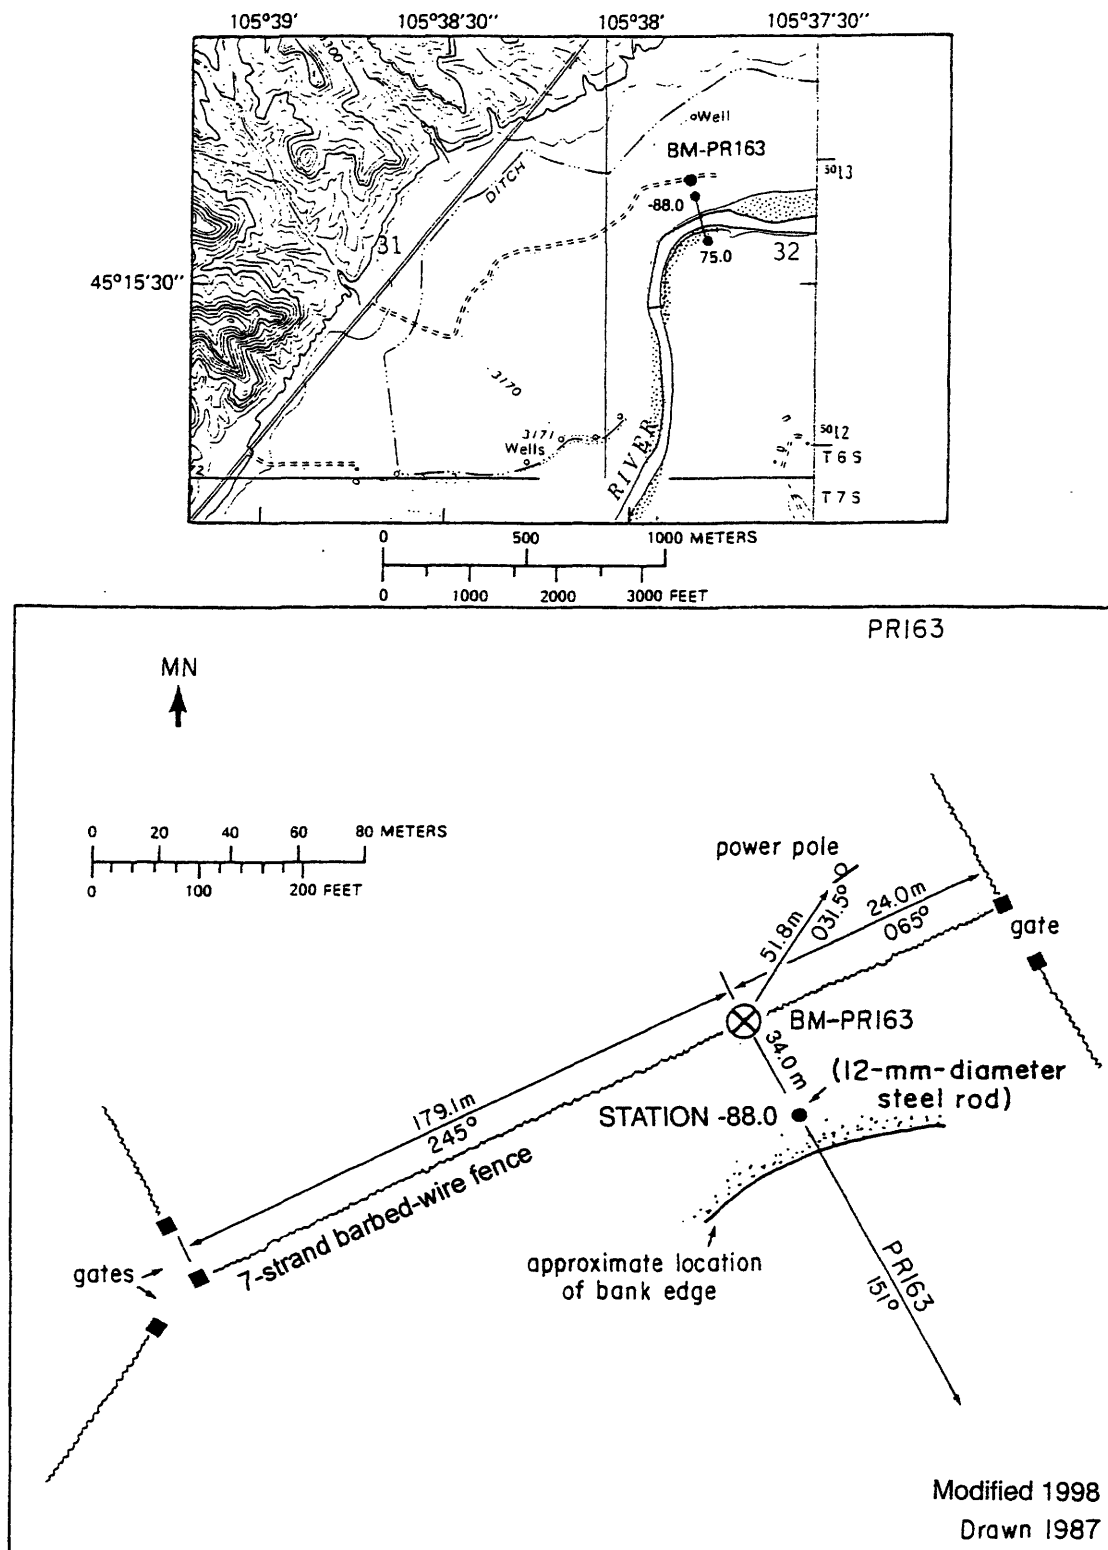 105°39' 105°38'30" 105°38' 105°37'30"
Well
BM-PR163
5013
DITCH
-88.0
31
75.0
32
45°15'30"
3170
3171
Wells
RIVER
5012
T 6 S
T 7 S
0 500 1000 METERS
0 1000 2000 3000 FEET
PR163
MN
0 20 40 60 80 METERS
0 100 200 FEET
power pole
51.8m
031.5°
24.0m
065°
gate
BM-PR163
34.0 m
(12-mm-diameter
steel rod)
STATION -88.0
179.1m
245°
7-strand barbed-wire fence
gates
approximate location
of bank edge
PR163
151°
Modified 1998
Drawn 1987